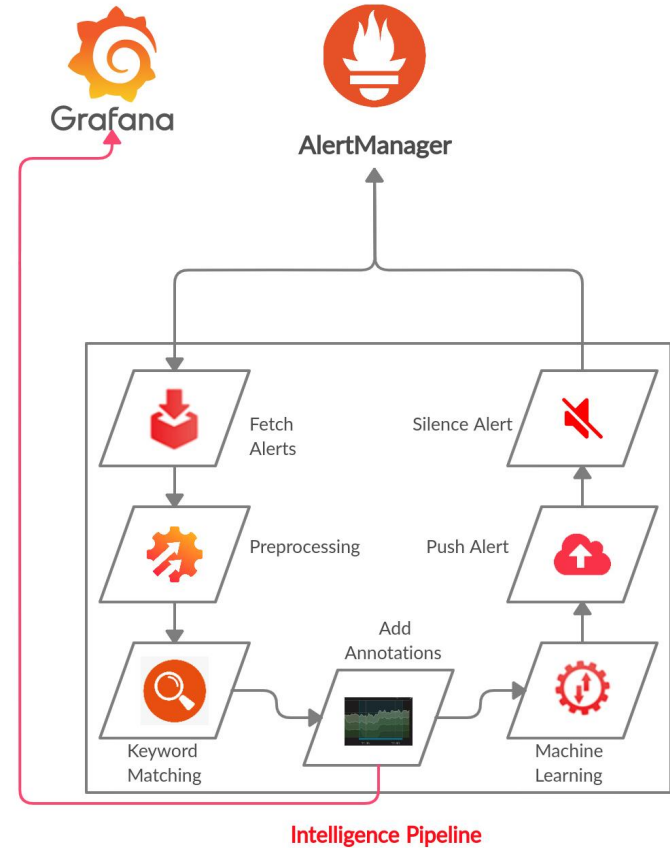 Grafana
AlertManager
Fetch
Alerts
Silence Alert
Preprocessing
Push Alert
Add
Annotations
Keyword
Matching
Machine
Learning
Intelligence Pipeline